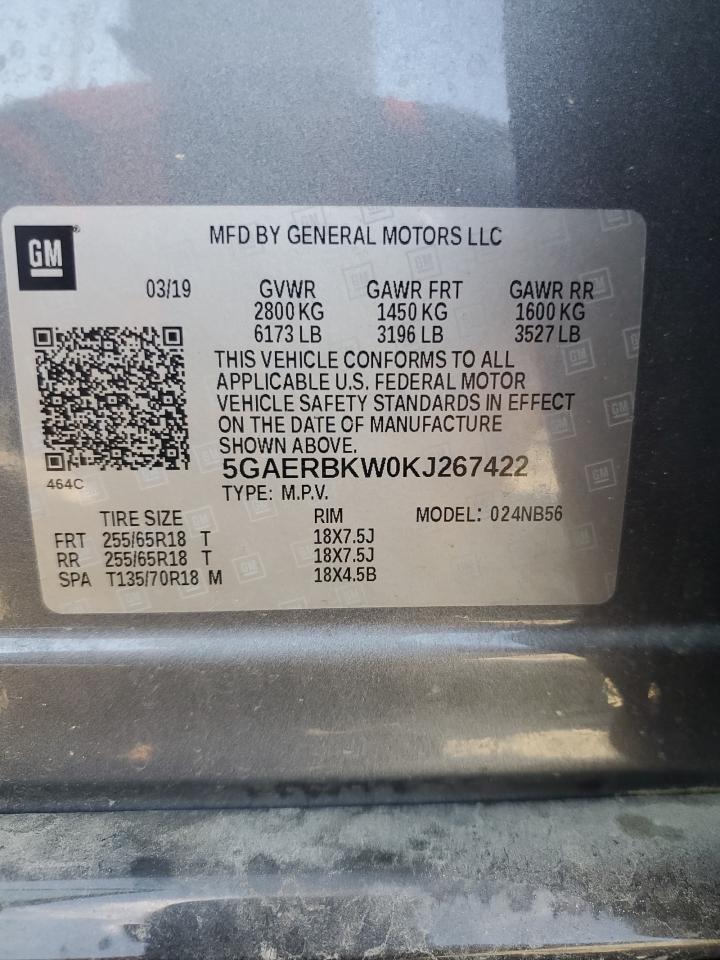 GM
MFD BY GENERAL MOTORS LLC
03/19 GVWR GAWR FRT GAWR RR
2800 KG 1450 KG 1600 KG
6173 LB 3196 LB 3527 LB
THIS VEHICLE CONFORMS TO ALL
APPLICABLE U.S. FEDERAL MOTOR
VEHICLE SAFETY STANDARDS IN EFFECT
ON THE DATE OF MANUFACTURE
SHOWN ABOVE.
5GAERBKW0KJ267422
464C
TYPE: M.P.V.
TIRE SIZE RIM MODEL: 024NB56
FRT 255/65R18 T 18X7.5J
RR 255/65R18 T 18X7.5J
SPA T135/70R18 M 18X4.5B